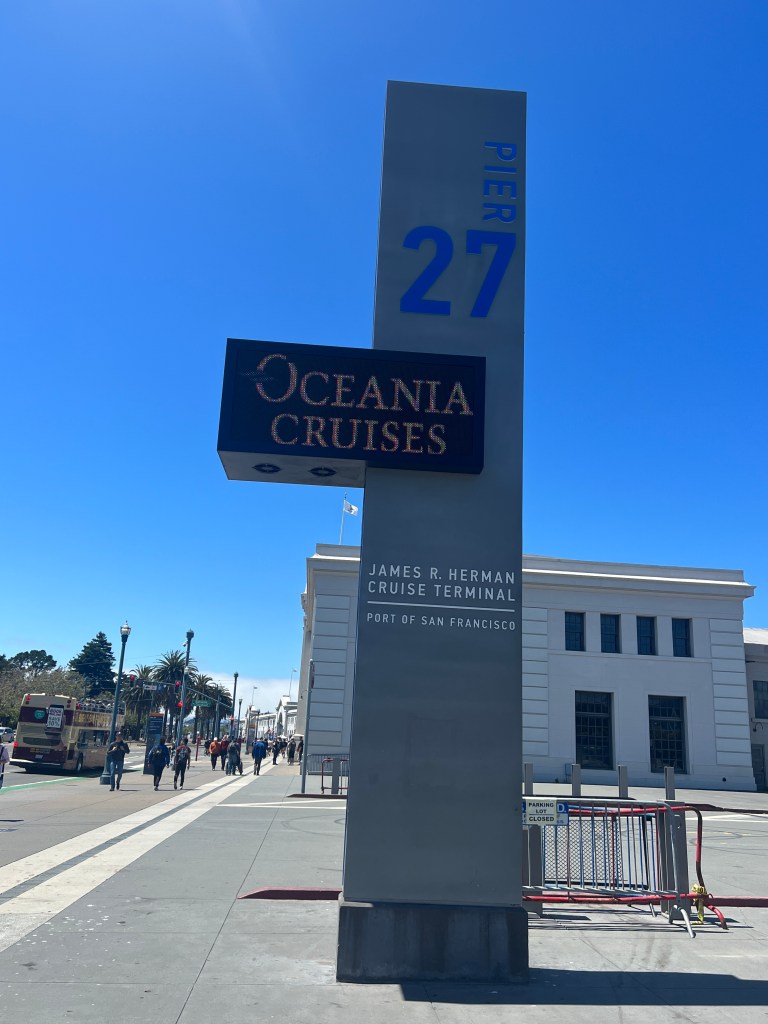 PIER
27
OCEANIA
CRUISES
JAMES R. HERMAN
CRUISE TERMINAL
PORT OF SAN FRANCISCO
PARKING
LOT
CLOSED